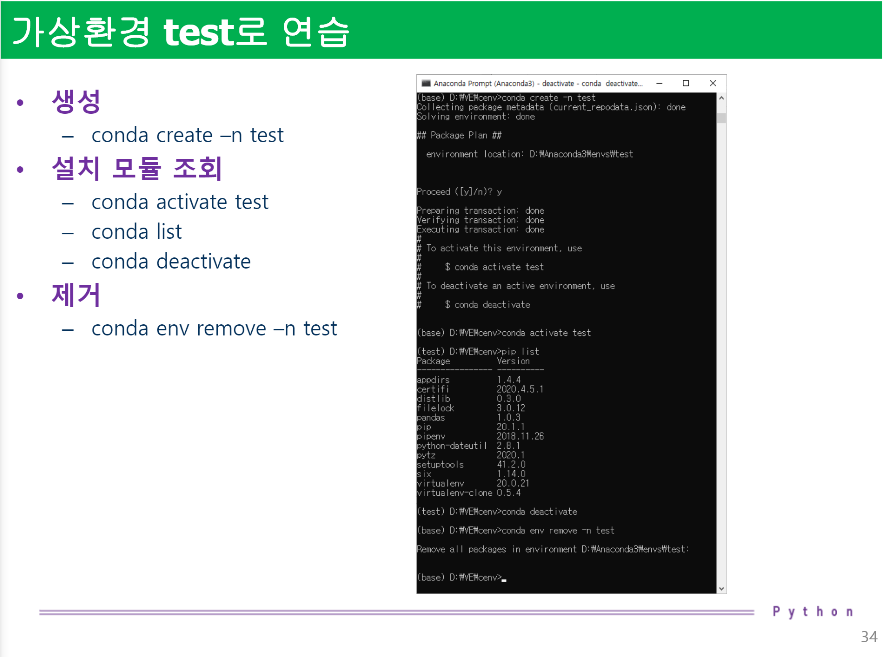 가상환경 test로 연습
• 생성
– conda create –n test
• 설치 모듈 조회
– conda activate test
– conda list
– conda deactivate
• 제거
– conda env remove –n test
Anaconda Prompt (Anaconda3) - deactivate - conda deactivate...
(base) D:\VE\cenv>conda create -n test
Collecting package metadata (current_repodata.json): done
Solving environment: done
## Package Plan ##
environment location: D:\Anaconda3\envs\test
Proceed ([y]/n)? y
Preparing transaction: done
Verifying transaction: done
Executing transaction: done
#
# To activate this environment, use
#
# $ conda activate test
#
# To deactivate an active environment, use
#
# $ conda deactivate
(base) D:\VE\cenv>conda activate test
(test) D:\VE\cenv>pip list
Package Version
---------------- ----------
appdirs 1.4.4
certifi 2020.4.5.1
distlib 0.3.0
filelock 3.0.12
pandas 1.0.3
pip 20.1.1
pipenv 2018.11.26
python-dateutil 2.8.1
pytz 2020.1
setuptools 41.2.0
six 1.14.0
virtualenv 20.0.21
virtualenv-clone 0.5.4
(test) D:\VE\cenv>conda deactivate
(base) D:\VE\cenv>conda env remove -n test
Remove all packages in environment D:\Anaconda3\envs\test:
(base) D:\VE\cenv>
Python
34